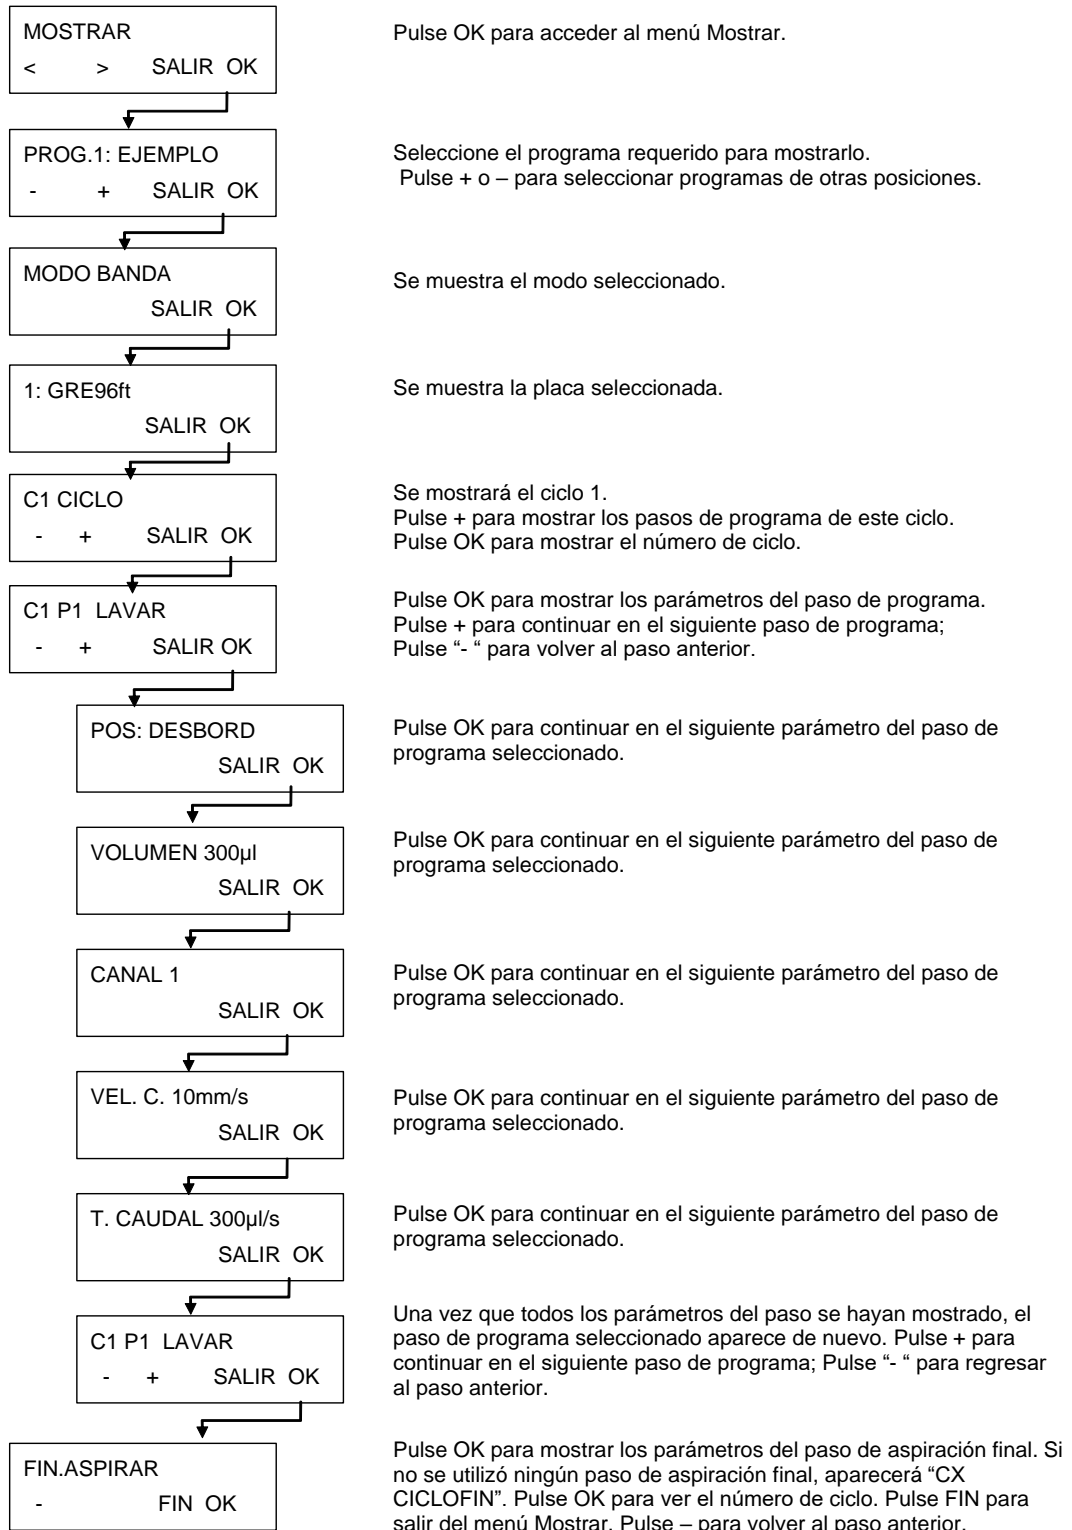 MOSTRAR
< > SALIR OK
Pulse OK para acceder al menú Mostrar.
PROG.1: EJEMPLO
- + SALIR OK
Seleccione el programa requerido para mostrarlo.
Pulse + o – para seleccionar programas de otras posiciones.
MODO BANDA
SALIR OK
Se muestra el modo seleccionado.
1: GRE96ft
SALIR OK
Se muestra la placa seleccionada.
C1 CICLO
- + SALIR OK
Se mostrará el ciclo 1.
Pulse + para mostrar los pasos de programa de este ciclo.
Pulse OK para mostrar el número de ciclo.
C1 P1 LAVAR
- + SALIR OK
Pulse OK para mostrar los parámetros del paso de programa.
Pulse + para continuar en el siguiente paso de programa;
Pulse “- “ para volver al paso anterior.
POS: DESBORD
SALIR OK
Pulse OK para continuar en el siguiente parámetro del paso de
programa seleccionado.
VOLUMEN 300µl
SALIR OK
Pulse OK para continuar en el siguiente parámetro del paso de
programa seleccionado.
CANAL 1
SALIR OK
Pulse OK para continuar en el siguiente parámetro del paso de
programa seleccionado.
VEL. C. 10mm/s
SALIR OK
Pulse OK para continuar en el siguiente parámetro del paso de
programa seleccionado.
T. CAUDAL 300µl/s
SALIR OK
Pulse OK para continuar en el siguiente parámetro del paso de
programa seleccionado.
C1 P1 LAVAR
- + SALIR OK
Una vez que todos los parámetros del paso se hayan mostrado, el
paso de programa seleccionado aparece de nuevo. Pulse + para
continuar en el siguiente paso de programa; Pulse “- “ para regresar
al paso anterior.
FIN.ASPIRAR
- FIN OK
Pulse OK para mostrar los parámetros del paso de aspiración final. Si
no se utilizó ningún paso de aspiración final, aparecerá “CX
CICLOFIN”. Pulse OK para ver el número de ciclo. Pulse FIN para
salir del menú Mostrar. Pulse – para volver al paso anterior.